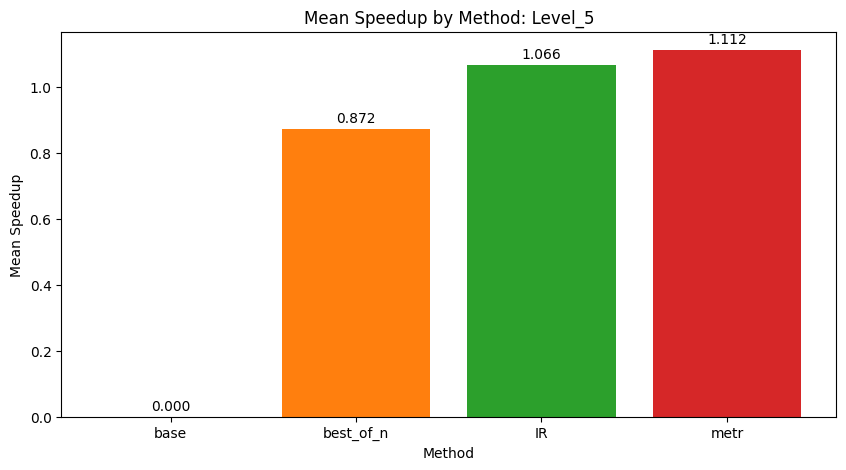 Mean Speedup by Method: Level_5
Mean Speedup
1.0
0.8
0.6
0.4
0.2
0.0
0.000
0.872
1.066
1.112
base
best_of_n
IR
metr
Method